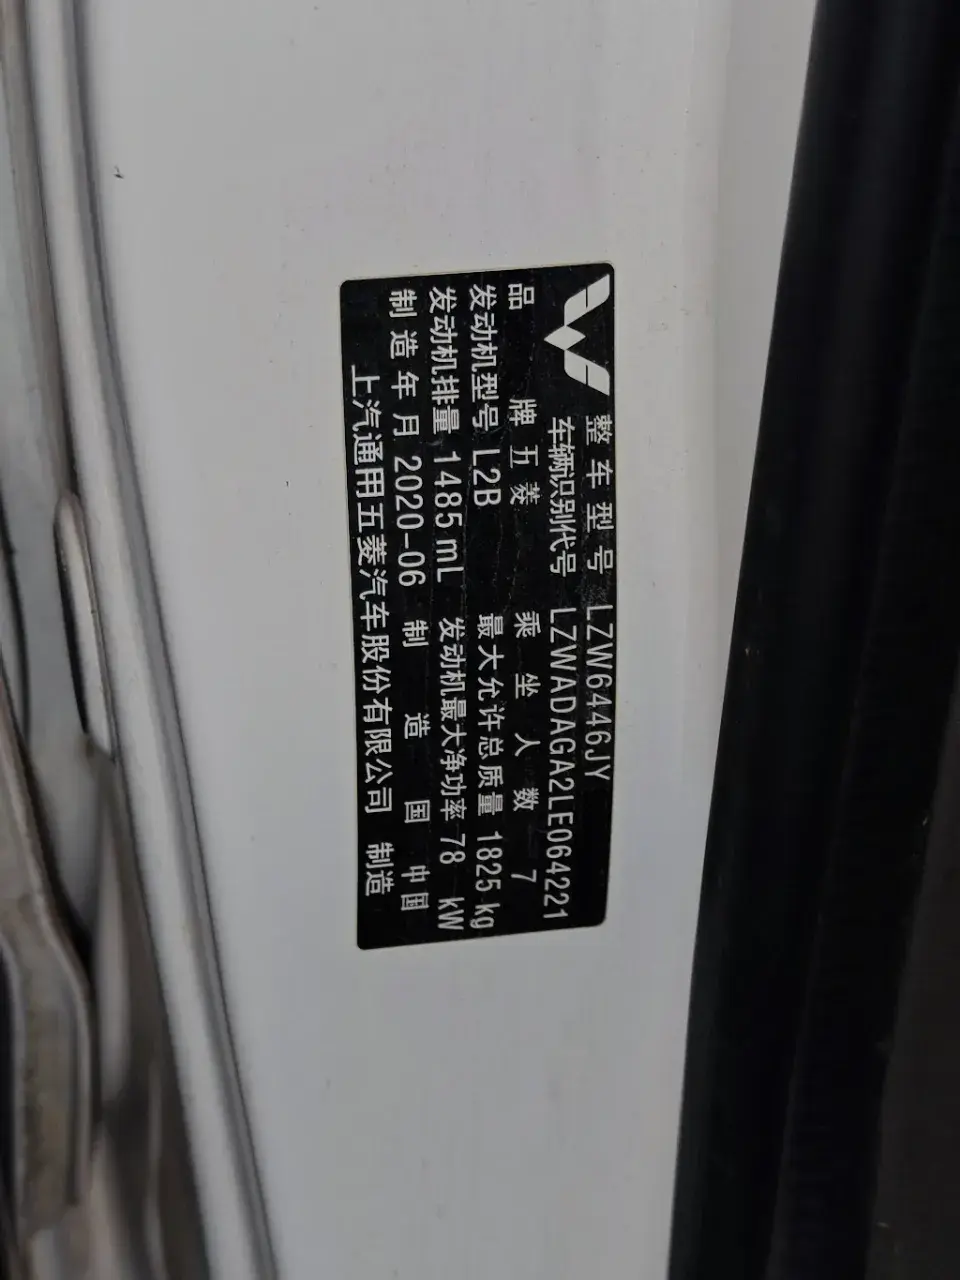 整车型号 LZW6446JY
车辆识别代号 LZWADAGA2LE064221
品牌 五菱 乘坐人数 7
发动机型号 L2B 最大允许总质量 1825 kg
发动机排量 1485 mL 发动机最大净功率 78 kW
制造年月 2020-06 制造国 中国
上汽通用五菱汽车股份有限公司 制造